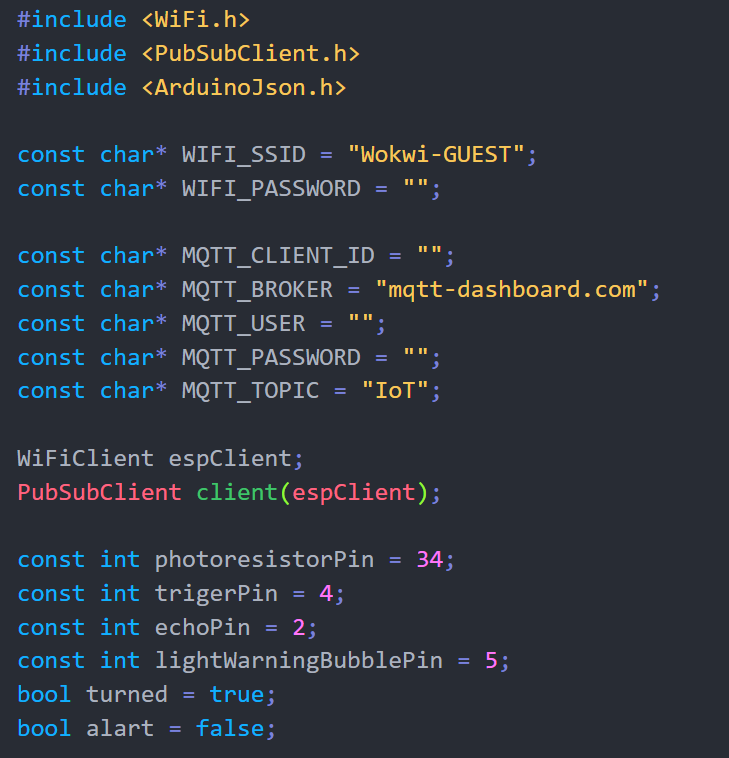 #include <WiFi.h>
#include <PubSubClient.h>
#include <ArduinoJson.h>
const char* WIFI_SSID = "Wokwi-GUEST";
const char* WIFI_PASSWORD = "";
const char* MQTT_CLIENT_ID = "";
const char* MQTT_BROKER = "mqtt-dashboard.com";
const char* MQTT_USER = "";
const char* MQTT_PASSWORD = "";
const char* MQTT_TOPIC = "IoT";
WiFiClient espClient;
PubSubClient client(espClient);
const int photoresistorPin = 34;
const int trigerPin = 4;
const int echoPin = 2;
const int lightWarningBubblePin = 5;
bool turned = true;
bool alart = false;